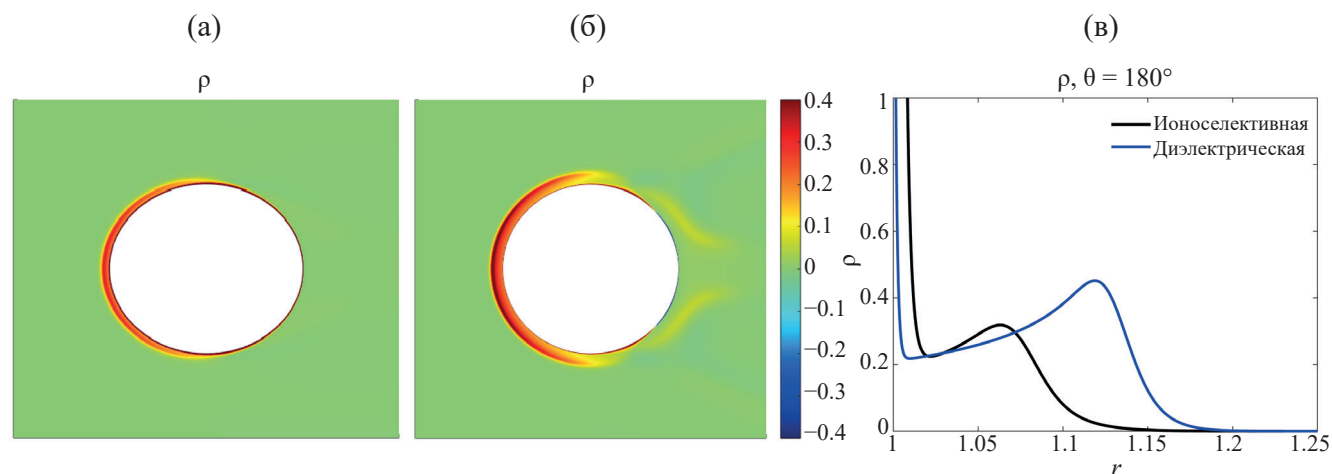 (а)
(б)
(в)
ρ
ρ
ρ, θ = 180°
0.4
0.3
0.2
0.1
0
−0.1
−0.2
−0.3
−0.4
1
0.8
0.6
ρ
0.4
0.2
0
Ионоселективная
Диэлектрическая
1
1.05
1.1
1.15
1.2
1.25
r